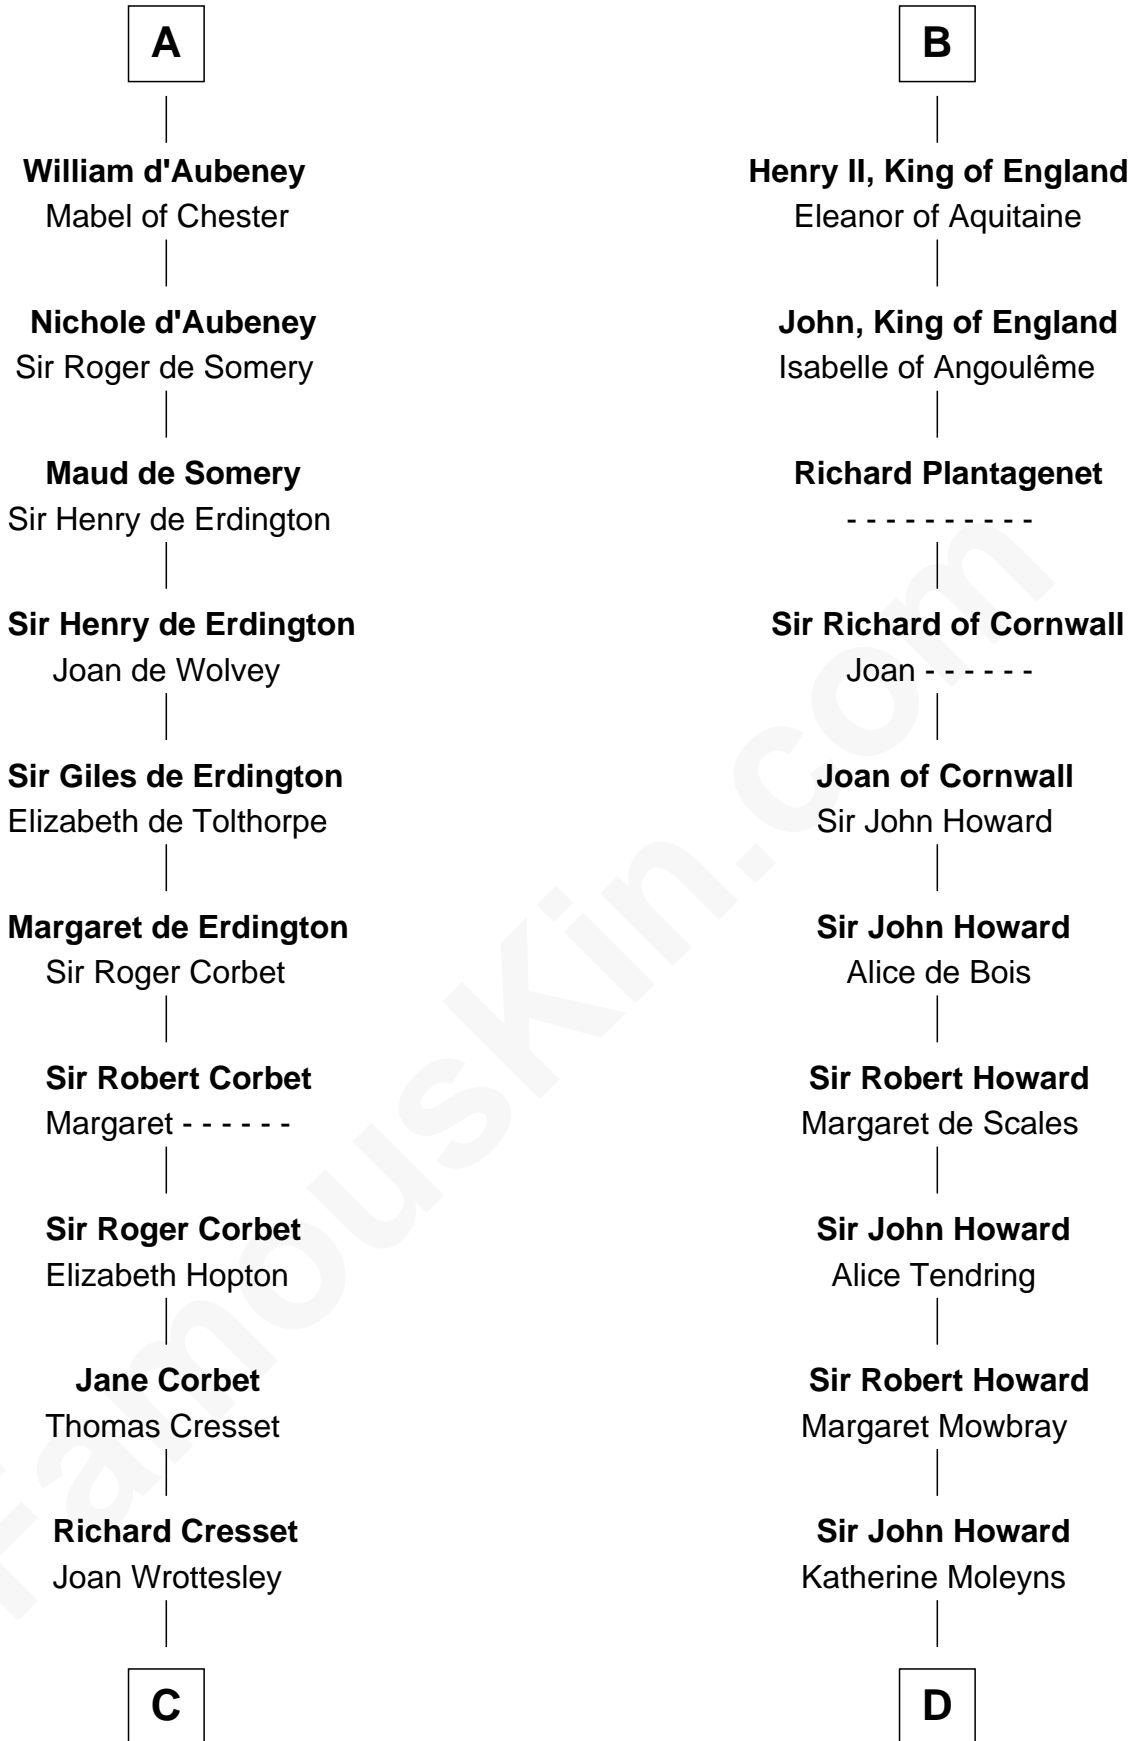 A
William d'Aubeney
Mabel of Chester
Nichole d'Aubeney
Sir Roger de Somery
Maud de Somery
Sir Henry de Erdington
Sir Henry de Erdington
Joan de Wolvey
Sir Giles de Erdington
Elizabeth de Tolthorpe
Margaret de Erdington
Sir Roger Corbet
Sir Robert Corbet
Margaret - - - - - -
Sir Roger Corbet
Elizabeth Hopton
Jane Corbet
Thomas Cresset
Richard Cresset
Joan Wrottesley
C
B
Henry II, King of England
Eleanor of Aquitaine
John, King of England
Isabelle of Angoulême
Richard Plantagenet
- - - - - - - - - -
Sir Richard of Cornwall
Joan - - - - - -
Joan of Cornwall
Sir John Howard
Sir John Howard
Alice de Bois
Sir Robert Howard
Margaret de Scales
Sir John Howard
Alice Tendring
Sir Robert Howard
Margaret Mowbray
Sir John Howard
Katherine Moleyns
D
FamousKin.com